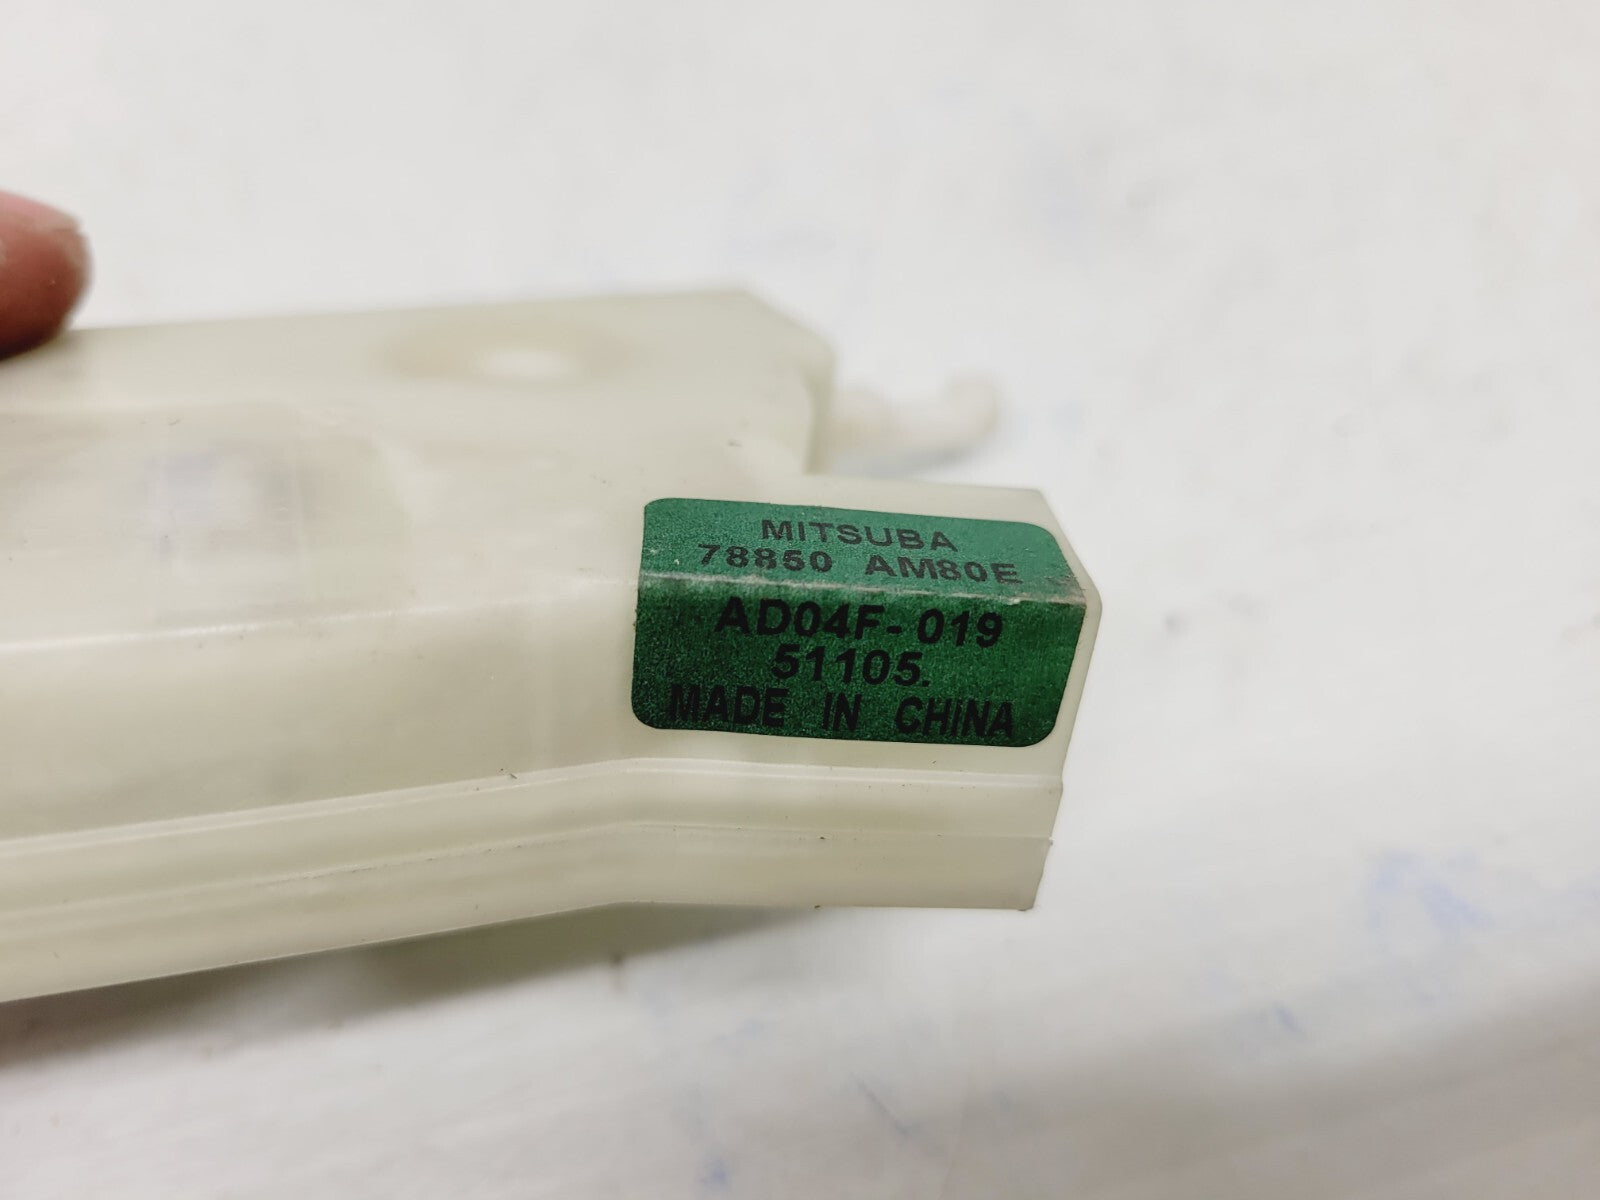 MITSUBA
78850 AM80E
AD04F-019
51105.
MADE IN CHINA